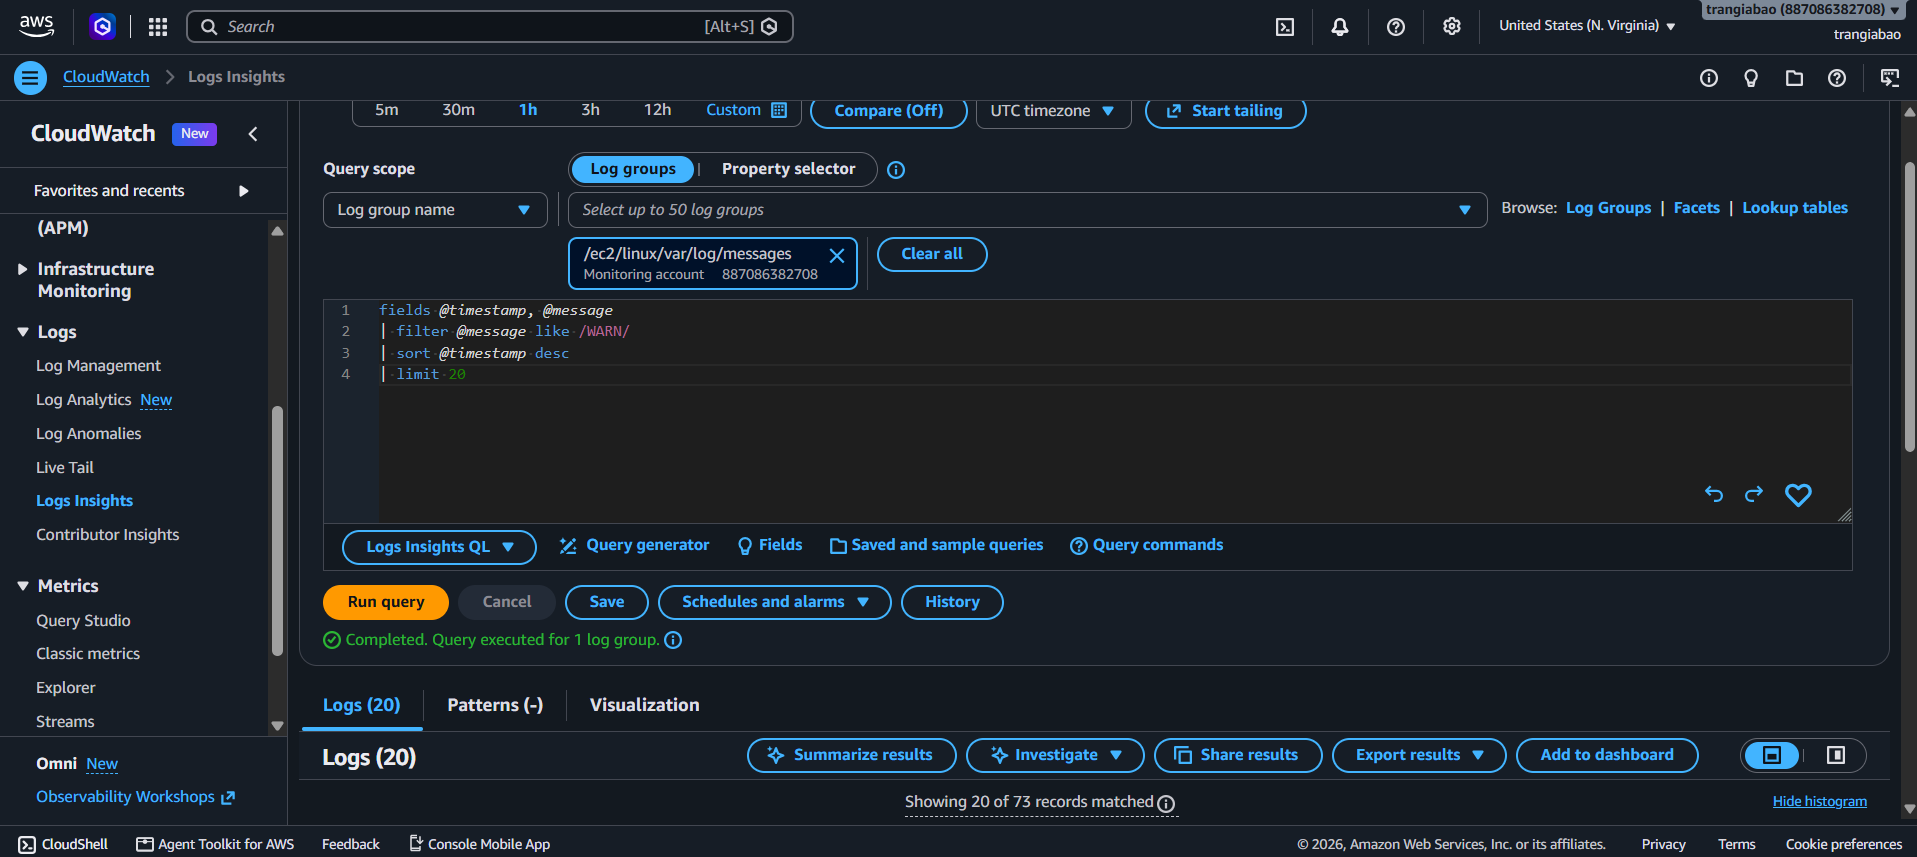 aws
Search [Alt+S]
United States (N. Virginia)
trangiabao (887086382708)
trangiabao
CloudWatch
Logs Insights
CloudWatch New
Favorites and recents
(APM)
Infrastructure
Monitoring
Logs
Log Management
Log Analytics New
Log Anomalies
Live Tail
Logs Insights
Contributor Insights
Metrics
Query Studio
Classic metrics
Explorer
Streams
Omni New
Observability Workshops
5m 30m 1h 3h 12h Custom Compare (Off) UTC timezone Start tailing
Query scope Log groups Property selector
Log group name Select up to 50 log groups Browse: Log Groups | Facets | Lookup tables
/ec2/linux/var/log/messages
Monitoring account 887086382708
Clear all
1 fields @timestamp, @message
2 | filter @message like /WARN/
3 | sort @timestamp desc
4 | limit 20
Logs Insights QL Query generator Fields Saved and sample queries Query commands
Run query Cancel Save Schedules and alarms History
Completed. Query executed for 1 log group.
Logs (20) Patterns (-) Visualization
Logs (20) Summarize results Investigate Share results Export results Add to dashboard
Showing 20 of 73 records matched Hide histogram
CloudShell Agent Toolkit for AWS Feedback Console Mobile App © 2026, Amazon Web Services, Inc. or its affiliates. Privacy Terms Cookie preferences